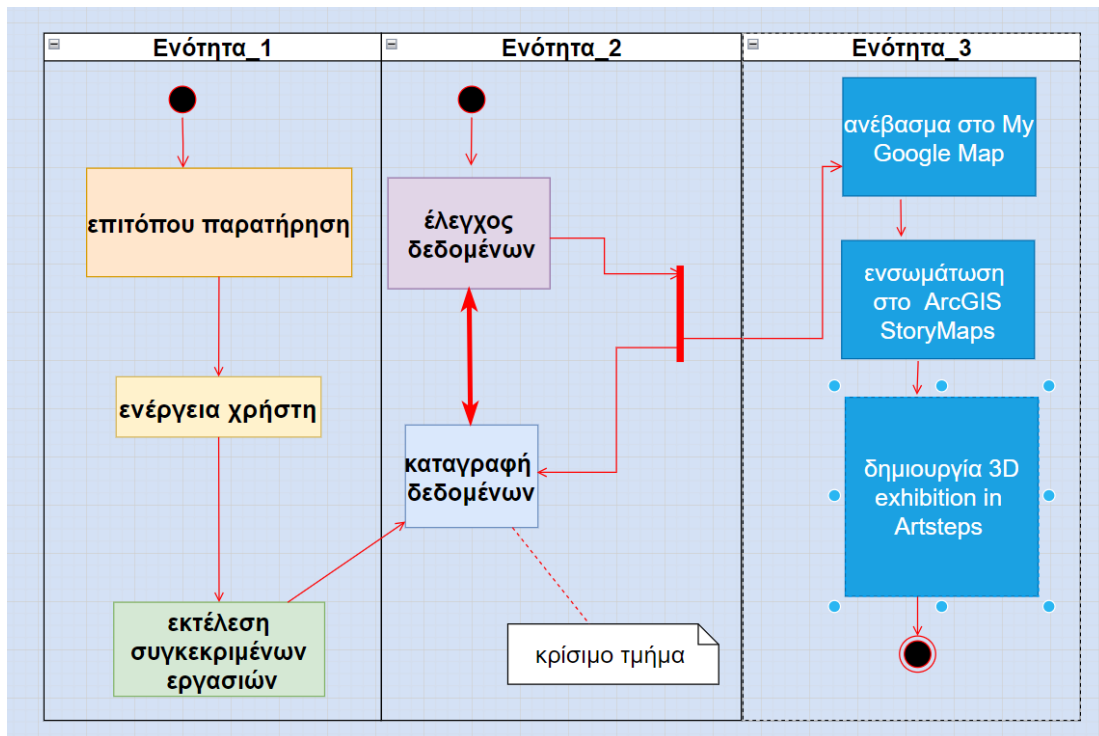 Ενότητα_1
επιτόπου παρατήρηση
ενέργεια χρήστη
εκτέλεση
συγκεκριμένων
εργασιών
Ενότητα_2
έλεγχος
δεδομένων
καταγραφή
δεδομένων
κρίσιμο τμήμα
Ενότητα_3
ανέβασμα στο My
Google Map
ενσωμάτωση
στο ArcGIS
StoryMaps
δημιουργία 3D
exhibition in
Artsteps